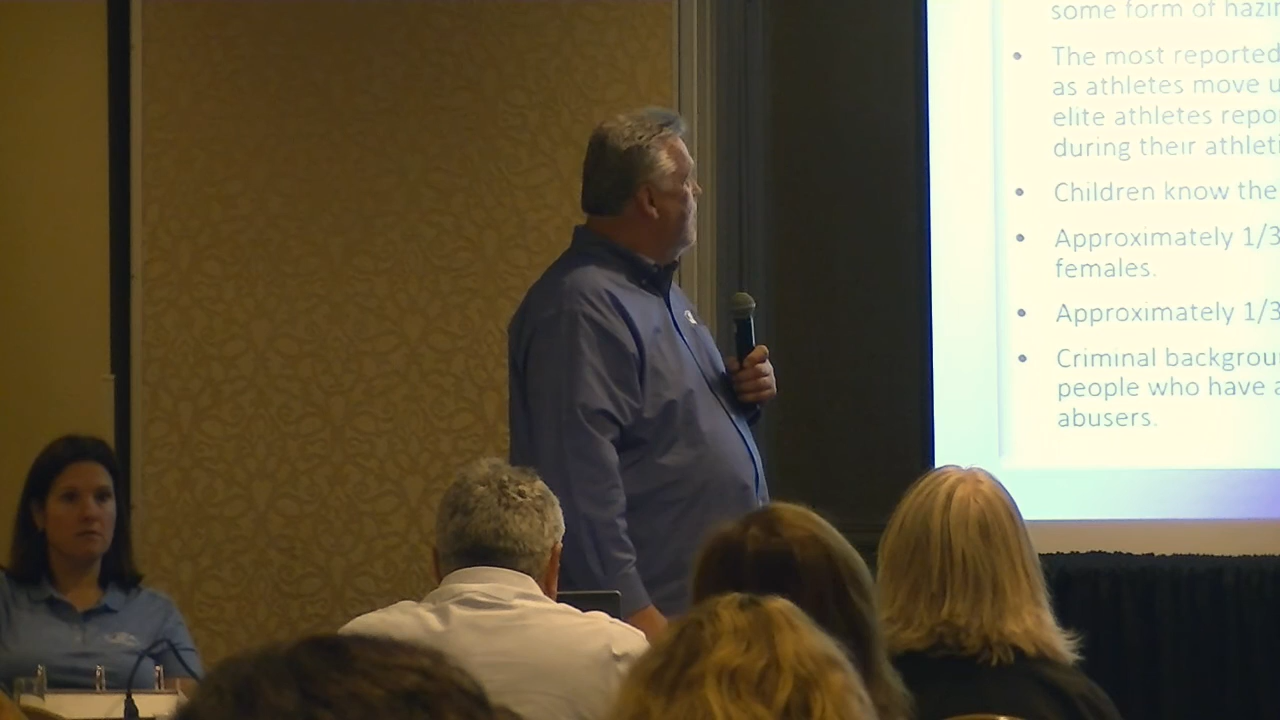 some form of hazin
• The most reported
as athletes move u
elite athletes repor
during their athleti
• Children know the
• Approximately 1/3
females.
• Approximately 1/3
• Criminal backgrou
people who have a
abusers.